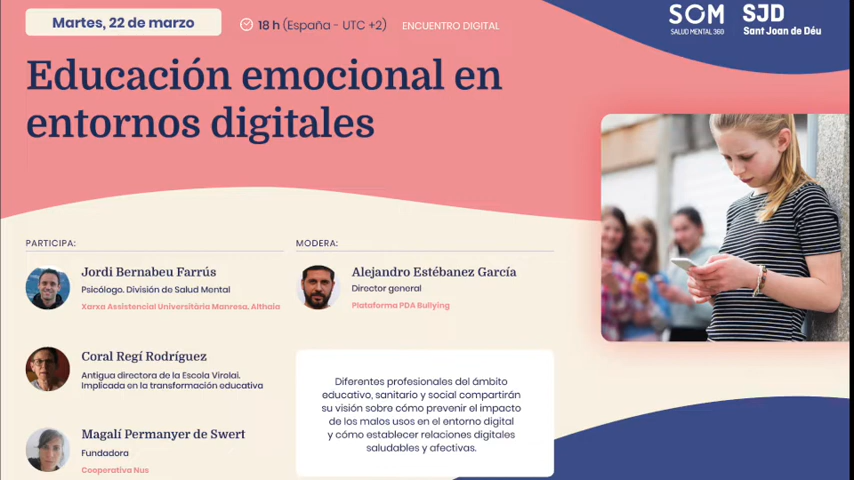 Martes, 22 de marzo
18 h (España - UTC +2)
ENCUENTRO DIGITAL
SOM
SALUD MENTAL 360
SJD
Sant Joan de Déu
Educación emocional en
entornos digitales
PARTICIPA:
Jordi Bernabeu Farrús
Psicólogo. División de Salud Mental
Xarxa Assistencial Universitària Manresa, Althaia
Coral Regí Rodríguez
Antigua directora de la Escola Virolai.
Implicada en la transformación educativa
Magalí Permanyer de Swert
Fundadora
Cooperativa Nus
MODERA:
Alejandro Estébanez García
Director general
Plataforma PDA Bullying
Diferentes profesionales del ámbito
educativo, sanitario y social compartirán
su visión sobre cómo prevenir el impacto
de los malos usos en el entorno digital
y cómo establecer relaciones digitales
saludables y afectivas.